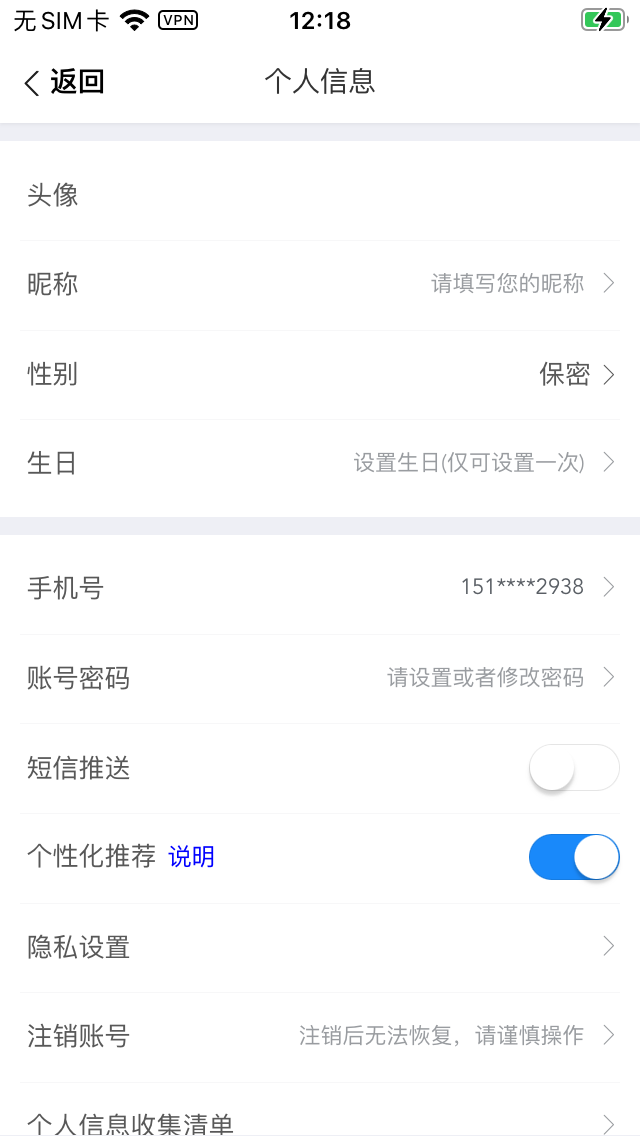 无SIM卡 VPN 12:18
返回 个人信息
头像
昵称 请填写您的昵称
性别 保密
生日 设置生日(仅可设置一次)
手机号 151****2938
账号密码 请设置或者修改密码
短信推送
个性化推荐 说明
隐私设置
注销账号 注销后无法恢复，请谨慎操作
个人信息收集清单